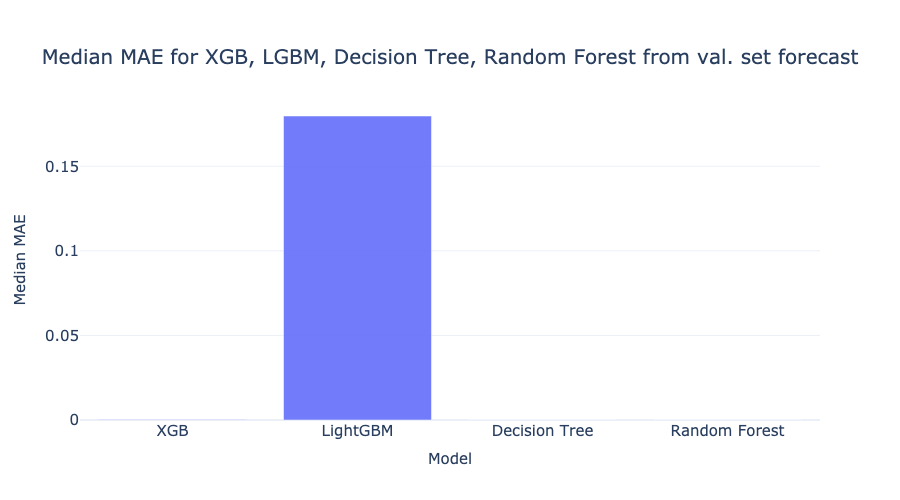 Median MAE for XGB, LGBM, Decision Tree, Random Forest from val. set forecast
Median MAE
0.15
0.1
0.05
0
XGB
LightGBM
Decision Tree
Random Forest
Model